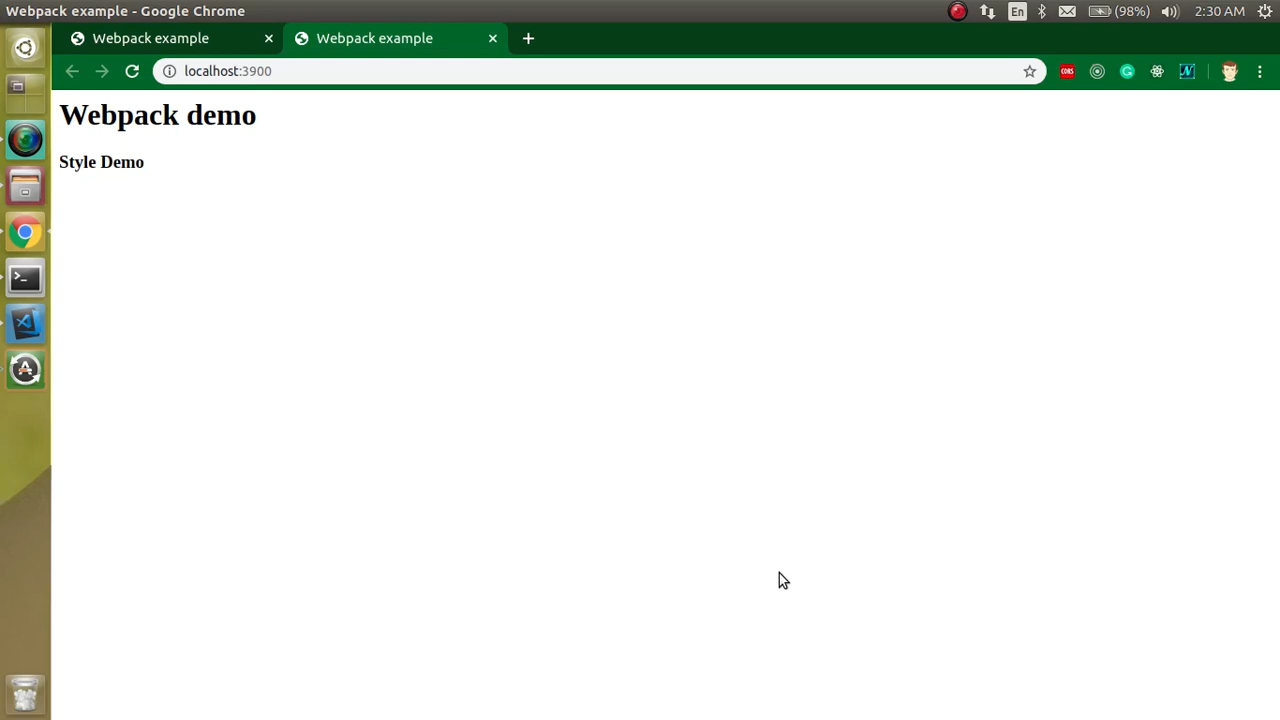 Webpack example - Google Chrome
En
(98%)
2:30 AM
Webpack example
Webpack example
localhost:3900
CORS
Webpack demo
Style Demo